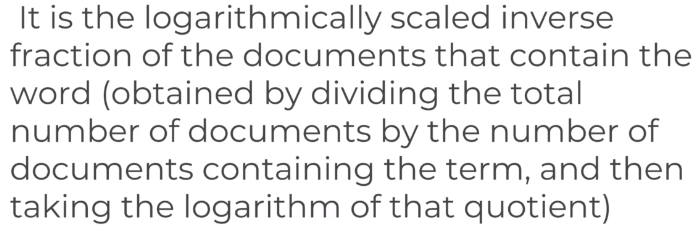 It is the logarithmically scaled inverse
fraction of the documents that contain the
word (obtained by dividing the total
number of documents by the number of
documents containing the term, and then
taking the logarithm of that quotient)